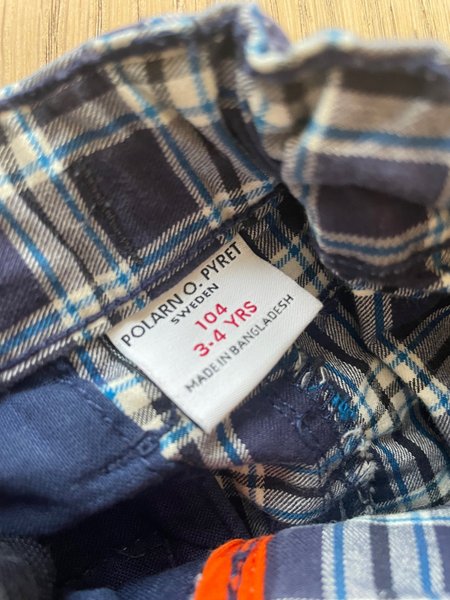 POLARN O. PYRET
SWEDEN
104
3-4 YRS
MADE IN BANGLADESH